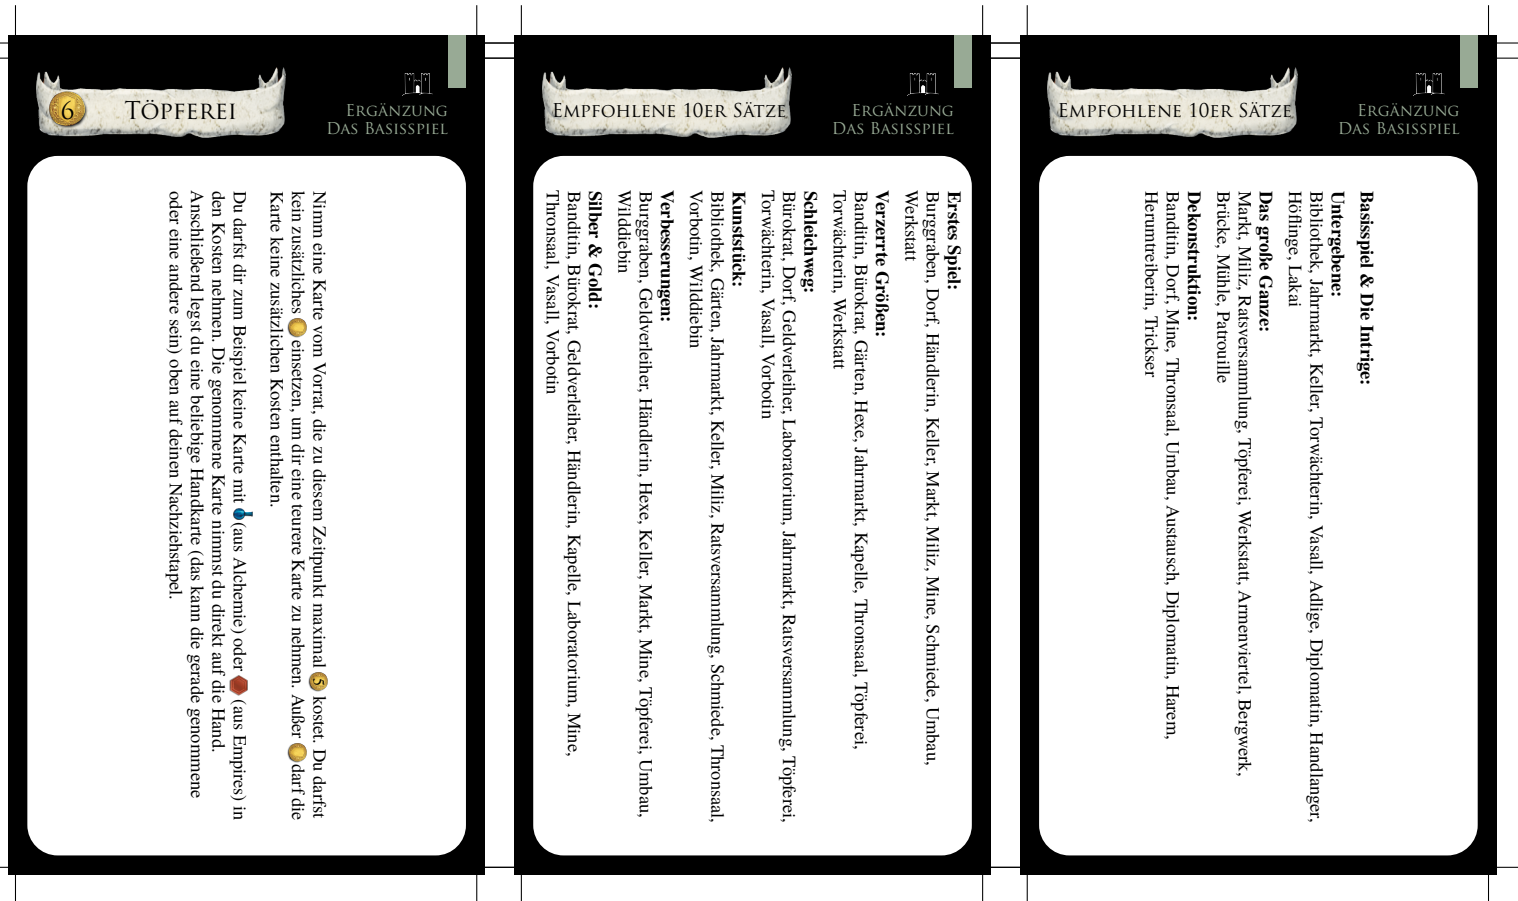 6
TÖPFEREI
ERGÄNZUNG
DAS BASISSPIEL
Nimm eine Karte vom Vorrat, die zu diesem Zeitpunkt maximal 5 kostet. Du darfst
kein zusätzliches einsetzen, um dir eine teurere Karte zu nehmen. Außer darf die
Karte keine zusätzlichen Kosten enthalten.
Du darfst dir zum Beispiel keine Karte mit (aus Alchemie) oder (aus Empires) in
den Kosten nehmen. Die genommene Karte nimmst du direkt auf die Hand.
Anschließend legst du eine beliebige Handkarte (das kann die gerade genommene
oder eine andere sein) oben auf deinen Nachziehstapel.
EMPFOHLENE 10ER SÄTZE
ERGÄNZUNG
DAS BASISSPIEL
Erstes Spiel:
Burggraben, Dorf, Händlerin, Keller, Markt, Miliz, Mine, Schmiede, Umbau,
Werkstatt
Verzerrte Größen:
Banditin, Bürokrat, Gärten, Hexe, Jahrmarkt, Kapelle, Thronsaal, Töpferei,
Torwächterin, Werkstatt
Schleichweg:
Bürokrat, Dorf, Geldverleiher, Laboratorium, Jahrmarkt, Ratsversammlung, Töpferei,
Torwächterin, Vasall, Vorbotin
Kunststück:
Bibliothek, Gärten, Jahrmarkt, Keller, Miliz, Ratsversammlung, Schmiede, Thronsaal,
Vorbotin, Wilddiebin
Verbesserungen:
Burggraben, Geldverleiher, Händlerin, Hexe, Keller, Markt, Mine, Töpferei, Umbau,
Wilddiebin
Silber & Gold:
Banditin, Bürokrat, Geldverleiher, Händlerin, Kapelle, Laboratorium, Mine,
Thronsaal, Vasall, Vorbotin
EMPFOHLENE 10ER SÄTZE
ERGÄNZUNG
DAS BASISSPIEL
Basisspiel & Die Intrige:
Untergebene:
Bibliothek, Jahrmarkt, Keller, Torwächterin, Vasall, Adlige, Diplomatin, Handlanger,
Höflinge, Lakai
Das große Ganze:
Markt, Miliz, Ratsversammlung, Töpferei, Werkstatt, Armenviertel, Bergwerk,
Brücke, Mühle, Patrouille
Dekonstruktion:
Banditin, Dorf, Mine, Thronsaal, Umbau, Austausch, Diplomatin, Harem,
Herumtreiberin, Trickser